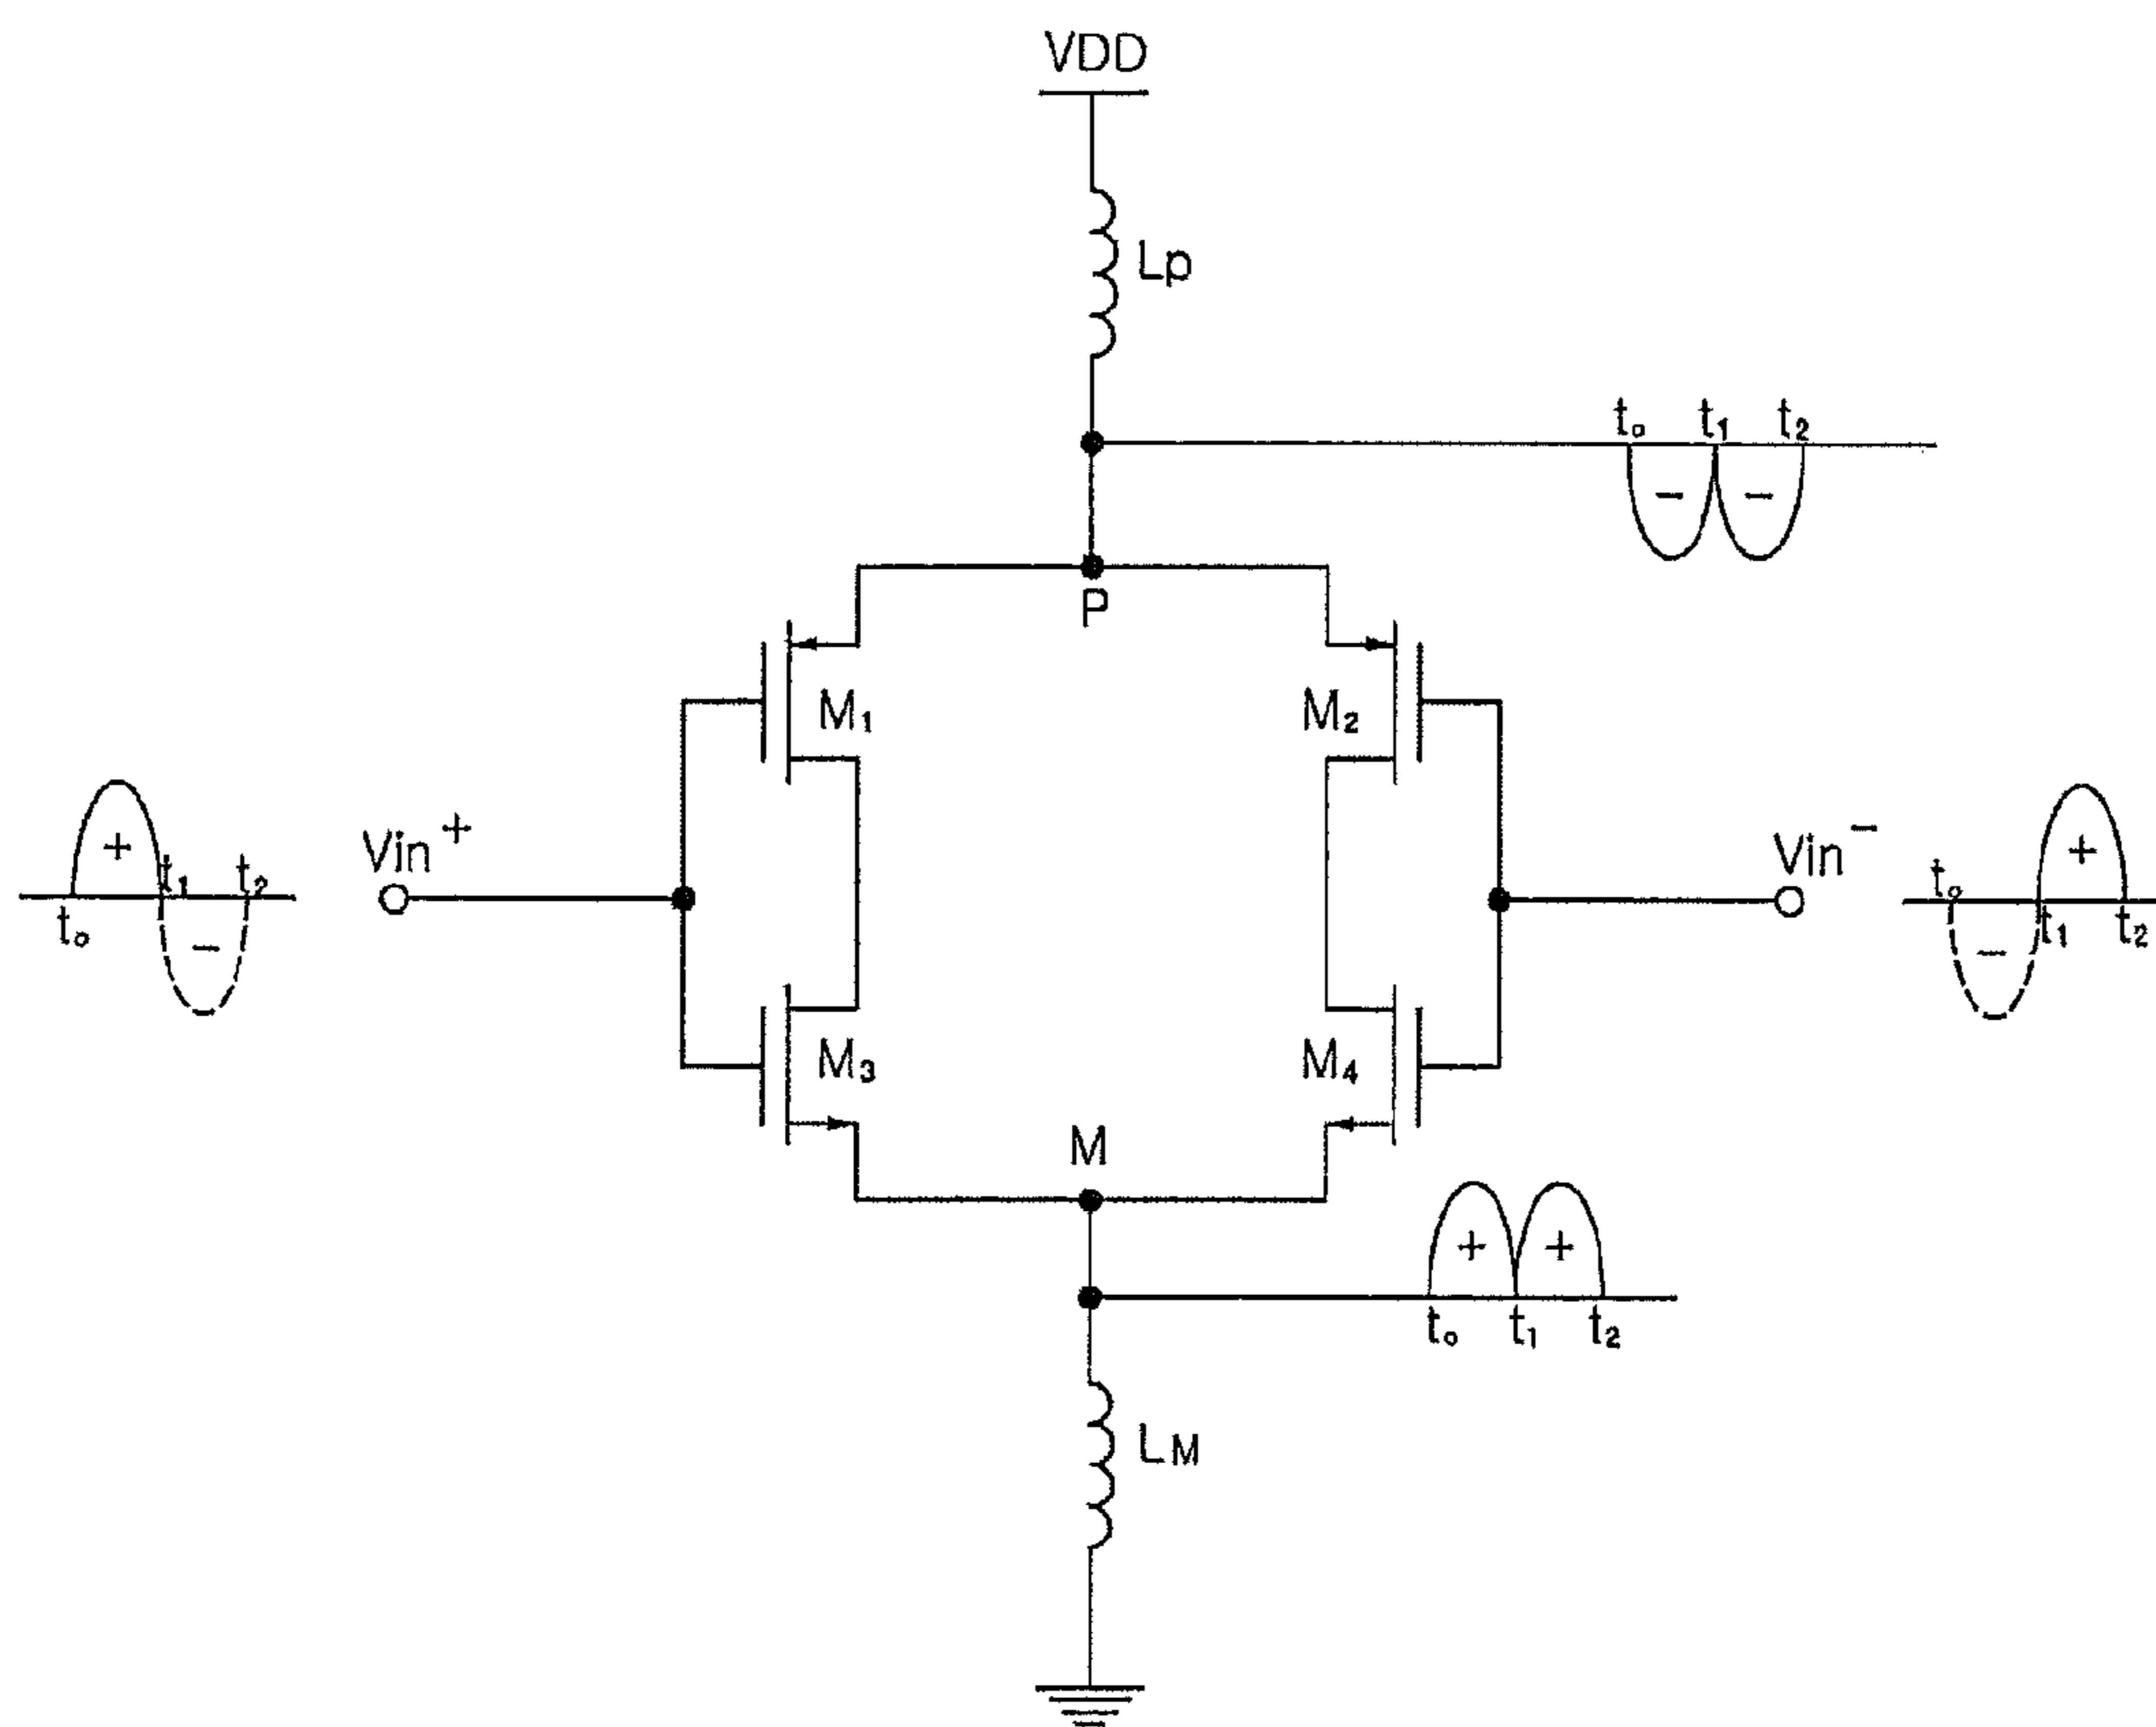 VDD
Lp
t₀ t₁ t₂
− −
P
M₁ M₂
+ t₁ t₂
t₀ −
Vin⁺
Vin⁻
t₀ +
− t₁ t₂
M₃ M₄
M
+ +
t₀ t₁ t₂
LM